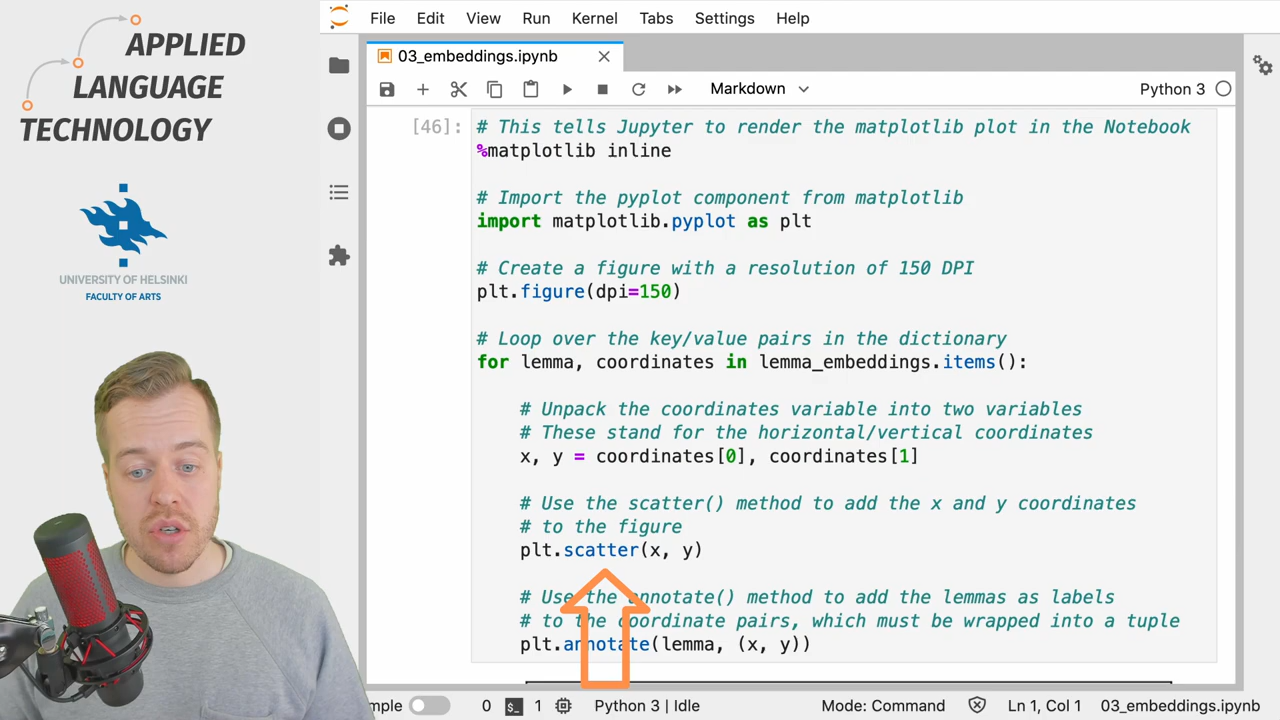 APPLIED
LANGUAGE
TECHNOLOGY
UNIVERSITY OF HELSINKI
FACULTY OF ARTS
File Edit View Run Kernel Tabs Settings Help
03_embeddings.ipynb
Markdown
Python 3
[46]:
# This tells Jupyter to render the matplotlib plot in the Notebook
%matplotlib inline
# Import the pyplot component from matplotlib
import matplotlib.pyplot as plt
# Create a figure with a resolution of 150 DPI
plt.figure(dpi=150)
# Loop over the key/value pairs in the dictionary
for lemma, coordinates in lemma_embeddings.items():
# Unpack the coordinates variable into two variables
# These stand for the horizontal/vertical coordinates
x, y = coordinates[0], coordinates[1]
# Use the scatter() method to add the x and y coordinates
# to the figure
plt.scatter(x, y)
# Use the annotate() method to add the lemmas as labels
# to the coordinate pairs, which must be wrapped into a tuple
plt.annotate(lemma, (x, y))
mple 0 $_ 1 Python 3 | Idle Mode: Command Ln 1, Col 1 03_embeddings.ipynb